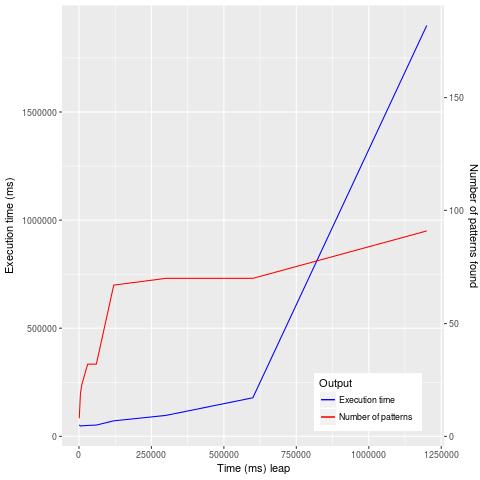 Execution time (ms)
1500000
1000000
500000
0
150
100
50
0
Number of patterns found
Output
Execution time
Number of patterns
0
250000
500000
750000
1000000
1250000
Time (ms) leap